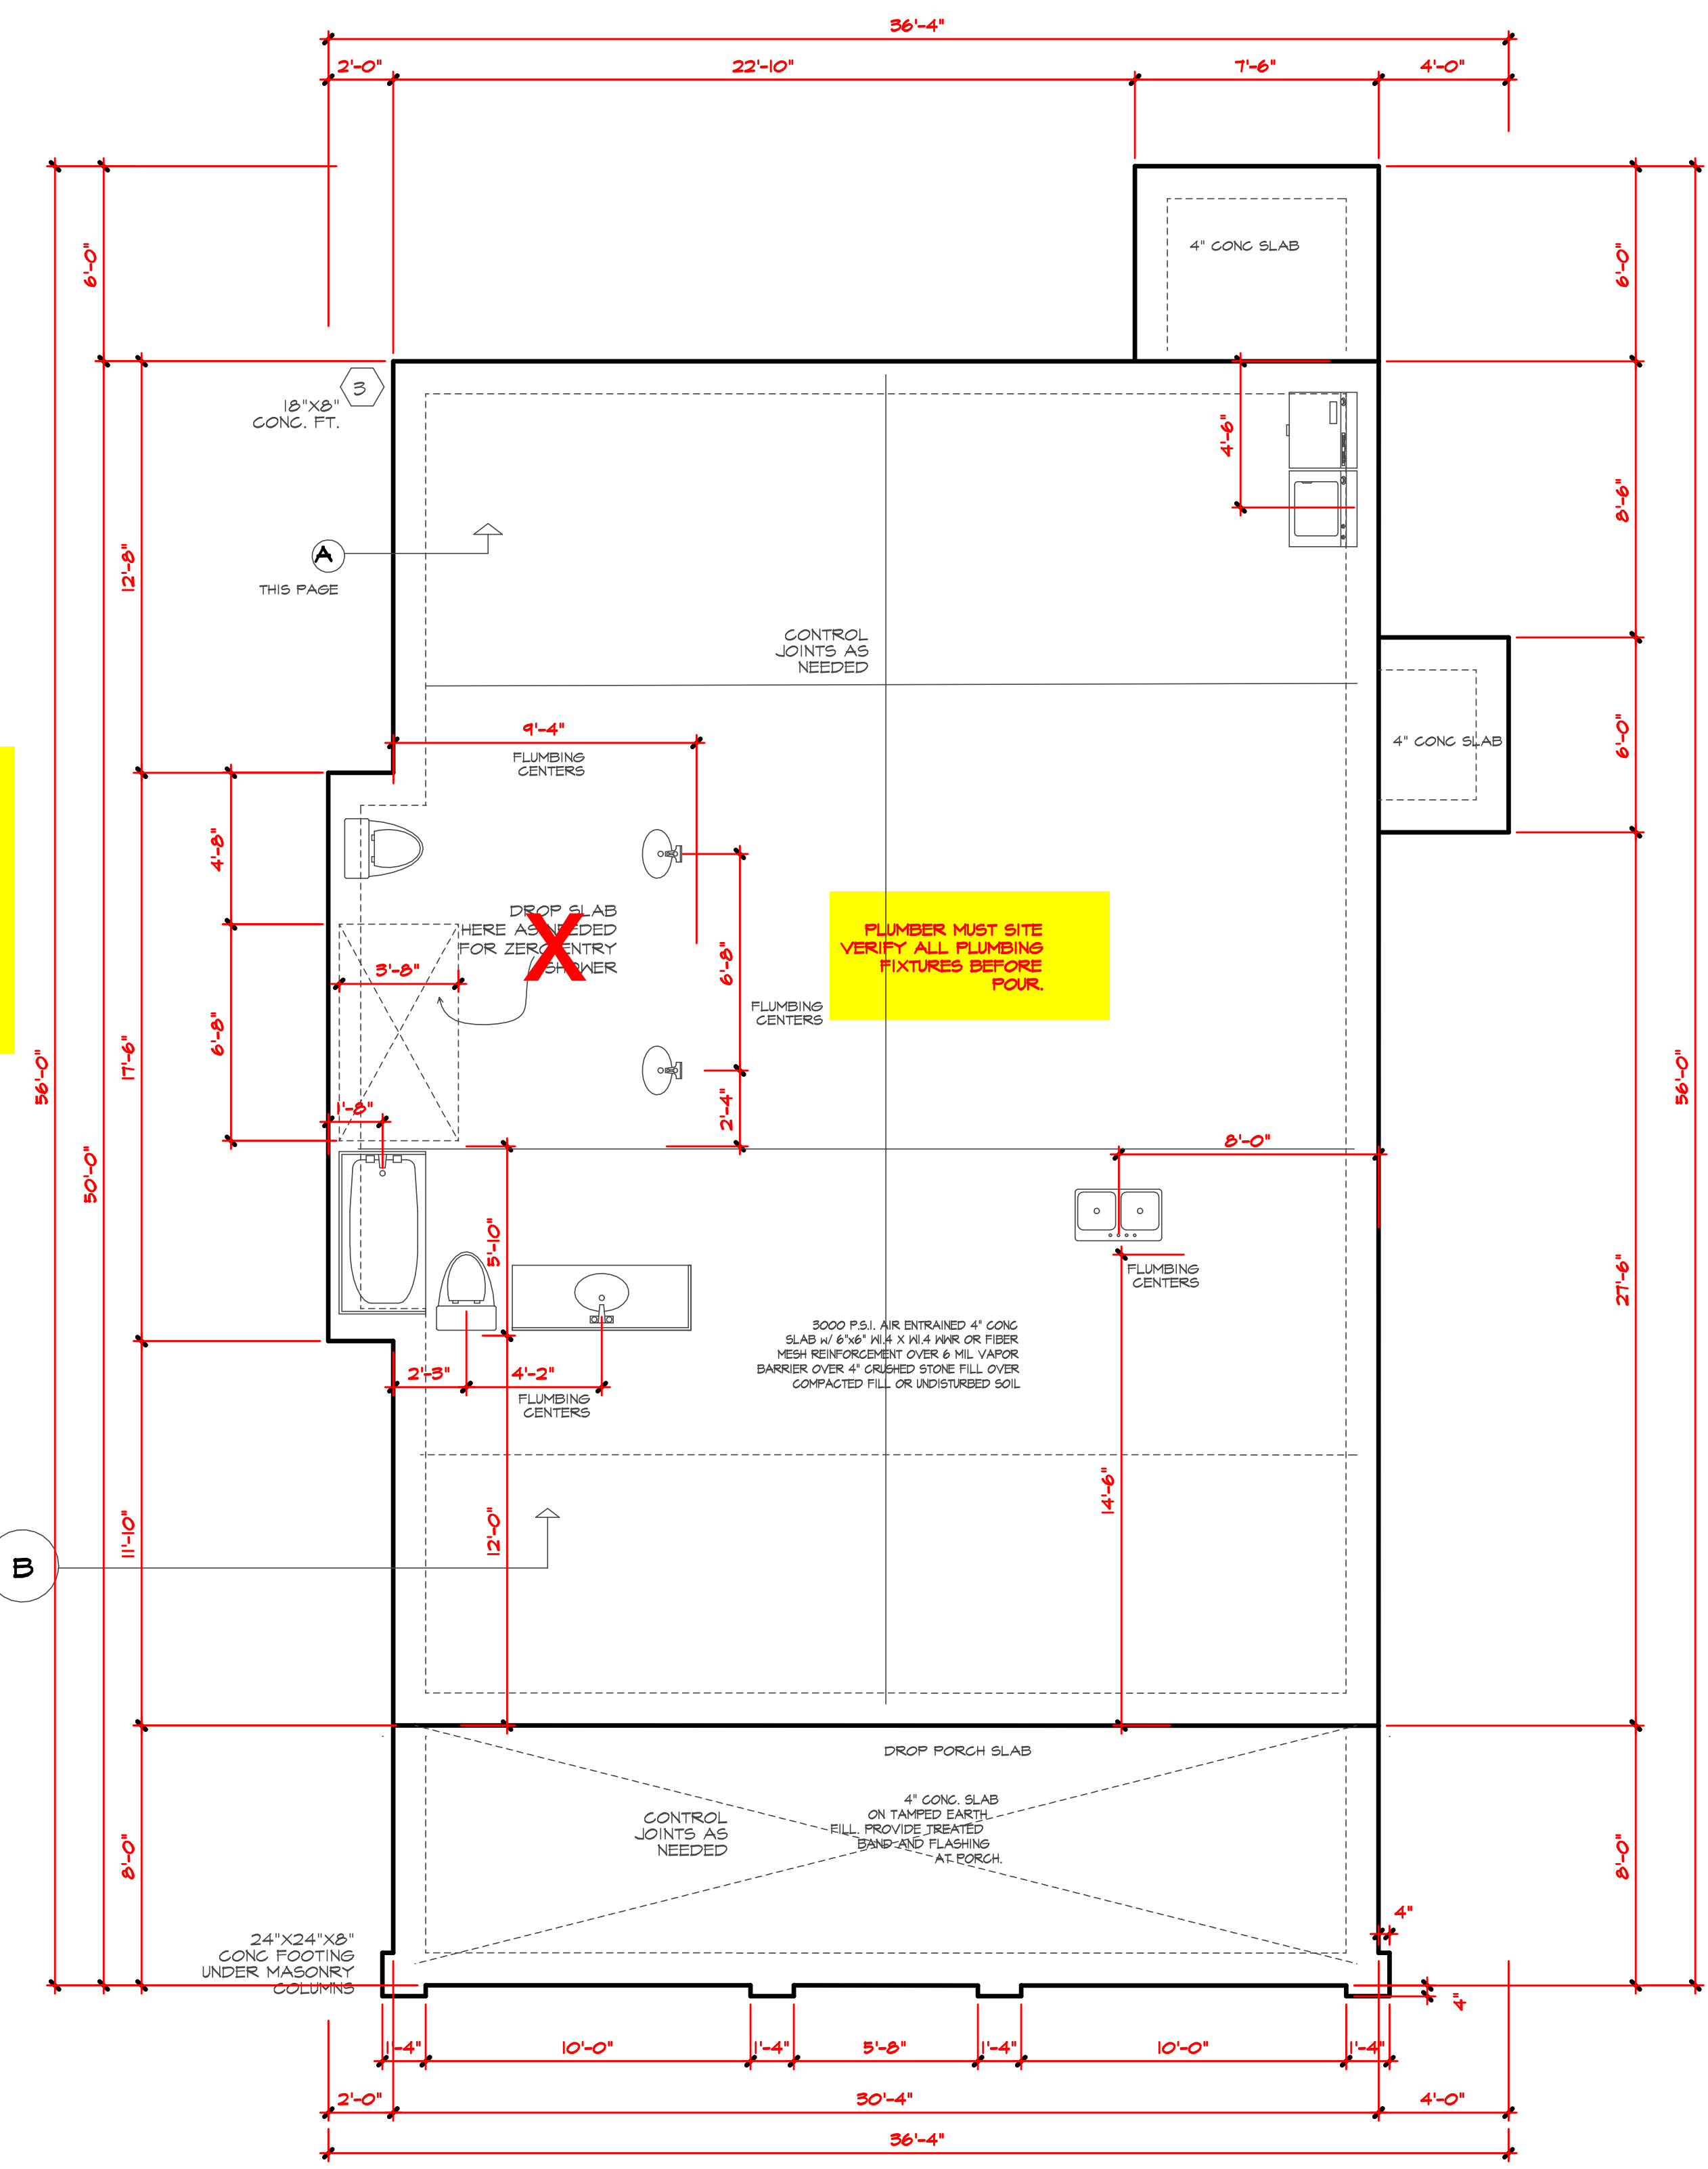 36'-4"
2'-0"
22'-10"
7'-6"
4'-0"
6'-0"
6'-0"
4" CONC SLAB
3
18"X8"
CONC. FT.
4'-6"
8'-6"
12'-8"
A
THIS PAGE
CONTROL
JOINTS AS
NEEDED
9'-4"
FLUMBING
CENTERS
4" CONC SLAB
6'-0"
4'-8"
DROP SLAB
HERE AS NEEDED
FOR ZERO ENTRY
SHOWER
X
PLUMBER MUST SITE
VERIFY ALL PLUMBING
FIXTURES BEFORE
POUR.
3'-8"
6'-8"
FLUMBING
CENTERS
6'-8"
17'-6"
56'-0"
56'-0"
1'-8"
2'-4"
8'-0"
50'-0"
5'-10"
FLUMBING
CENTERS
27'-6"
3000 P.S.I. AIR ENTRAINED 4" CONC
SLAB W/ 6"x6" W1.4 X W1.4 WWR OR FIBER
MESH REINFORCEMENT OVER 6 MIL VAPOR
BARRIER OVER 4" CRUSHED STONE FILL OVER
COMPACTED FILL OR UNDISTURBED SOIL
2'-3"
4'-2"
FLUMBING
CENTERS
14'-6"
12'-0"
11'-10"
B
DROP PORCH SLAB
4" CONC. SLAB
ON TAMPED EARTH
FILL. PROVIDE TREATED
BAND AND FLASHING
AT PORCH.
CONTROL
JOINTS AS
NEEDED
8'-0"
8'-0"
4"
24"X24"X8"
CONC FOOTING
UNDER MASONRY
COLUMNS
4"
1'-4"
10'-0"
1'-4"
5'-8"
1'-4"
10'-0"
1'-4"
2'-0"
30'-4"
4'-0"
36'-4"